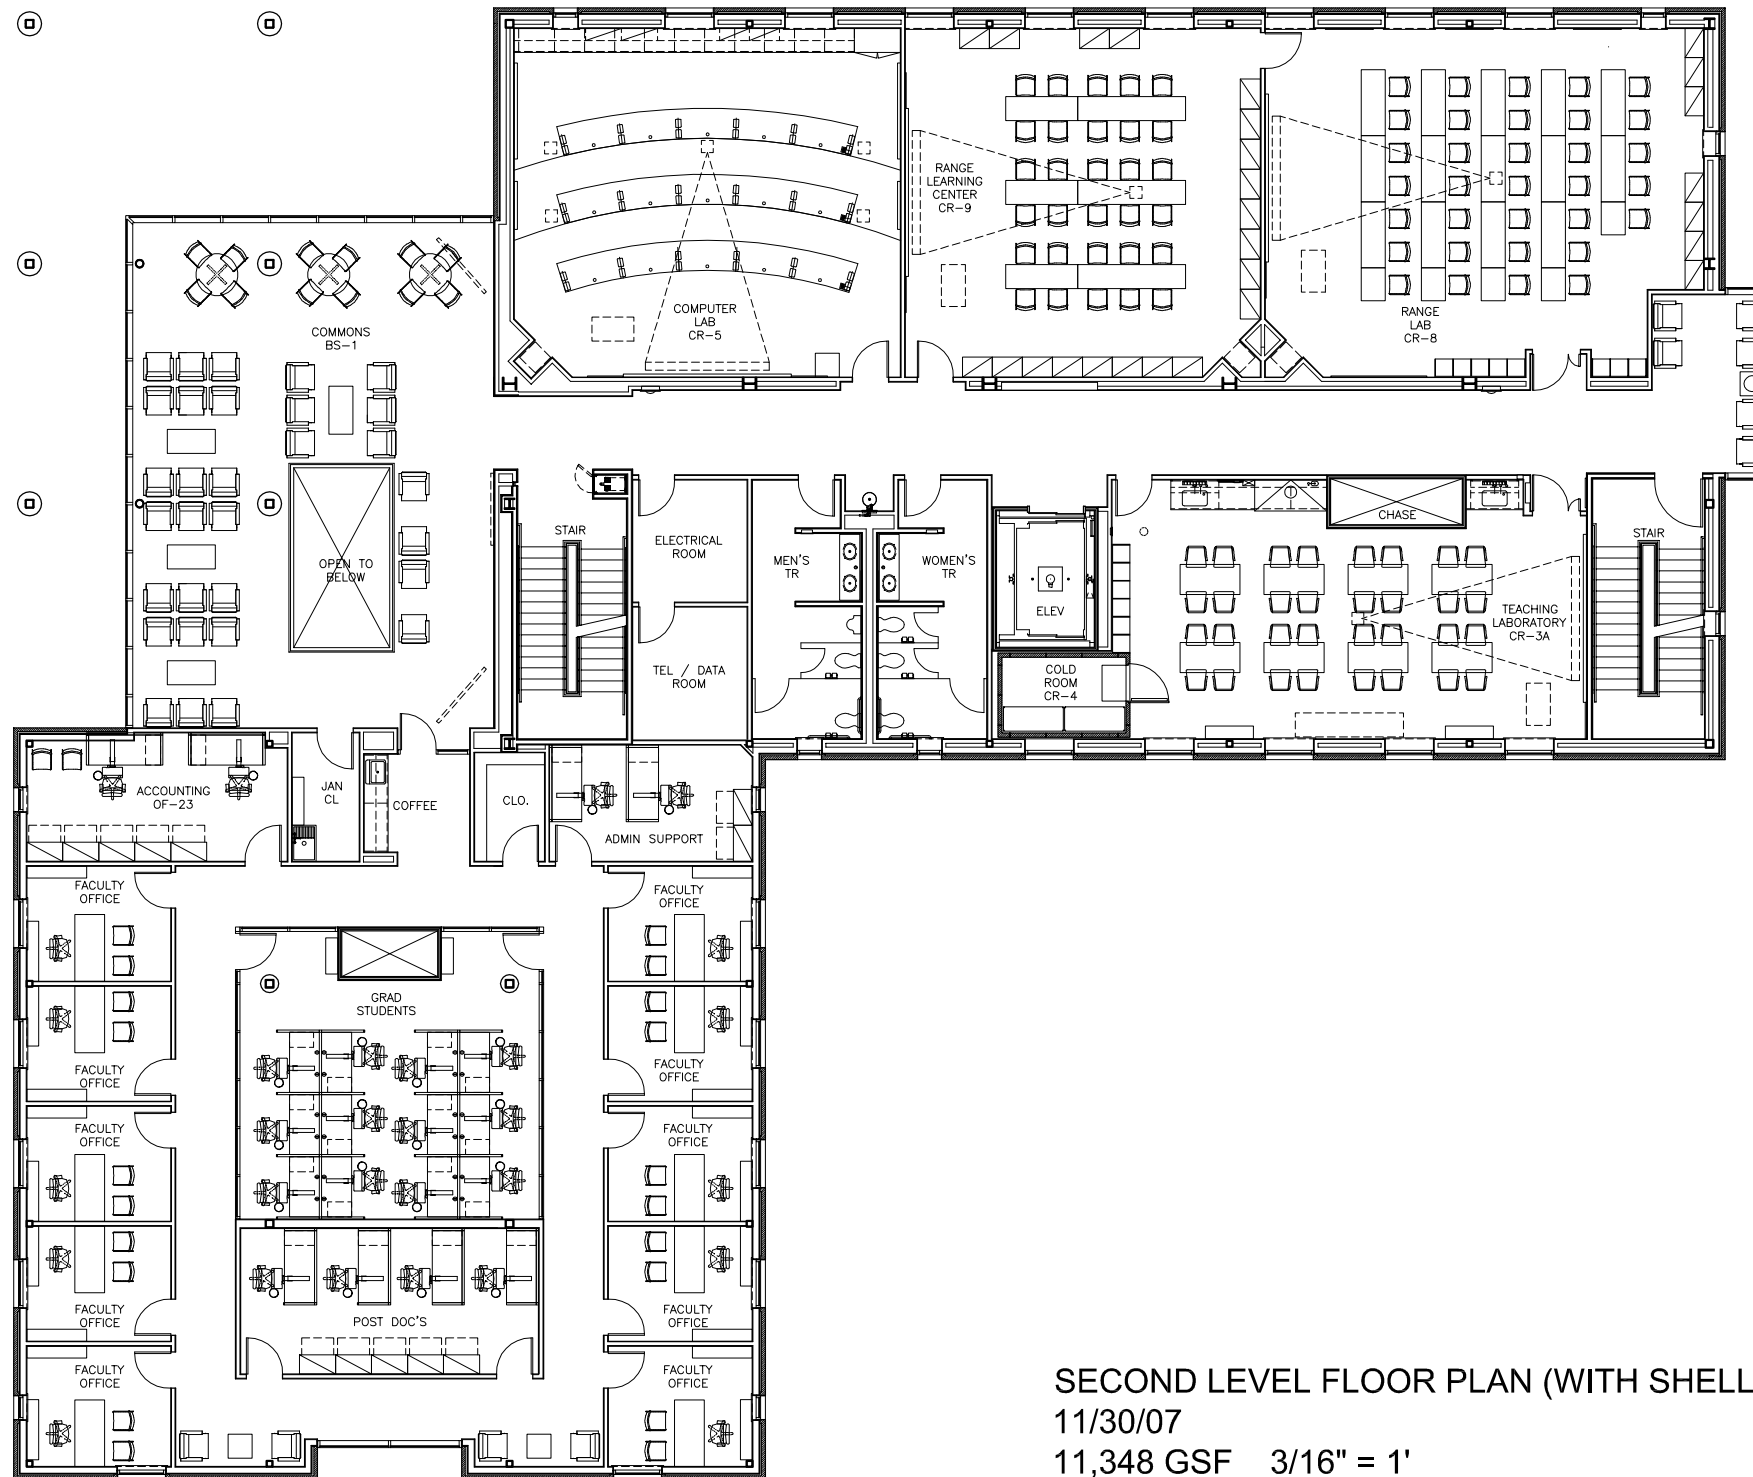 RANGE
LEARNING
CENTER
CR-9
COMPUTER
LAB
CR-5
RANGE
LAB
CR-8
COMMONS
BS-1
OPEN TO
BELOW
STAIR
ELECTRICAL
ROOM
MEN'S
TR
WOMEN'S
TR
ELEV
CHASE
STAIR
TEACHING
LABORATORY
CR-3A
TEL / DATA
ROOM
COLD
ROOM
CR-4
ACCOUNTING
OF-23
JAN
CL
COFFEE
CLO.
ADMIN SUPPORT
FACULTY
OFFICE
FACULTY
OFFICE
GRAD
STUDENTS
FACULTY
OFFICE
FACULTY
OFFICE
FACULTY
OFFICE
FACULTY
OFFICE
FACULTY
OFFICE
POST DOC'S
FACULTY
OFFICE
FACULTY
OFFICE
FACULTY
OFFICE
SECOND LEVEL FLOOR PLAN (WITH SHELL
11/30/07
11,348 GSF 3/16" = 1'